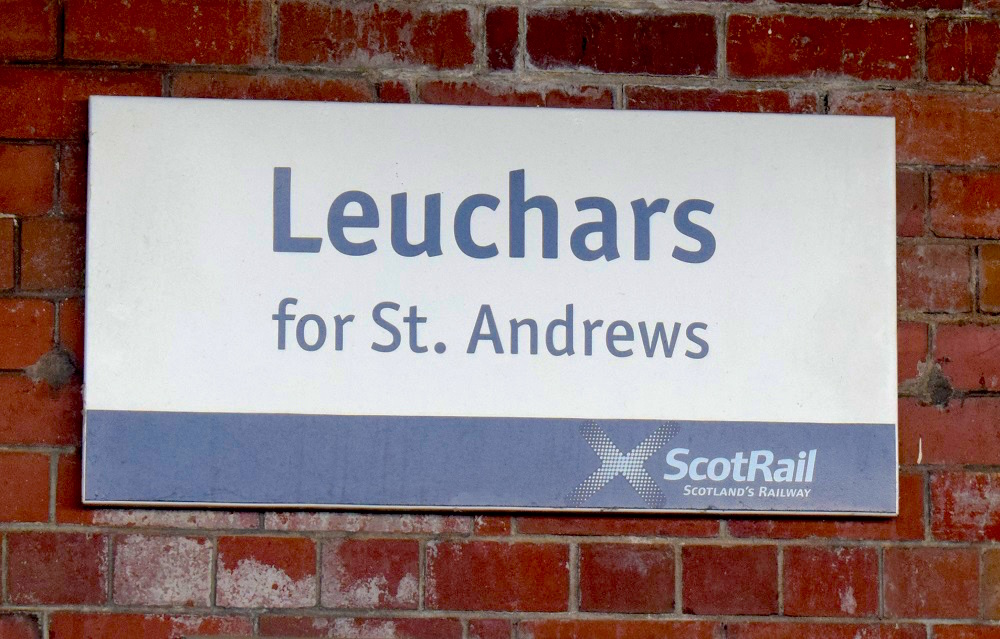 Leuchars
for St. Andrews
ScotRail
SCOTLAND'S RAILWAY